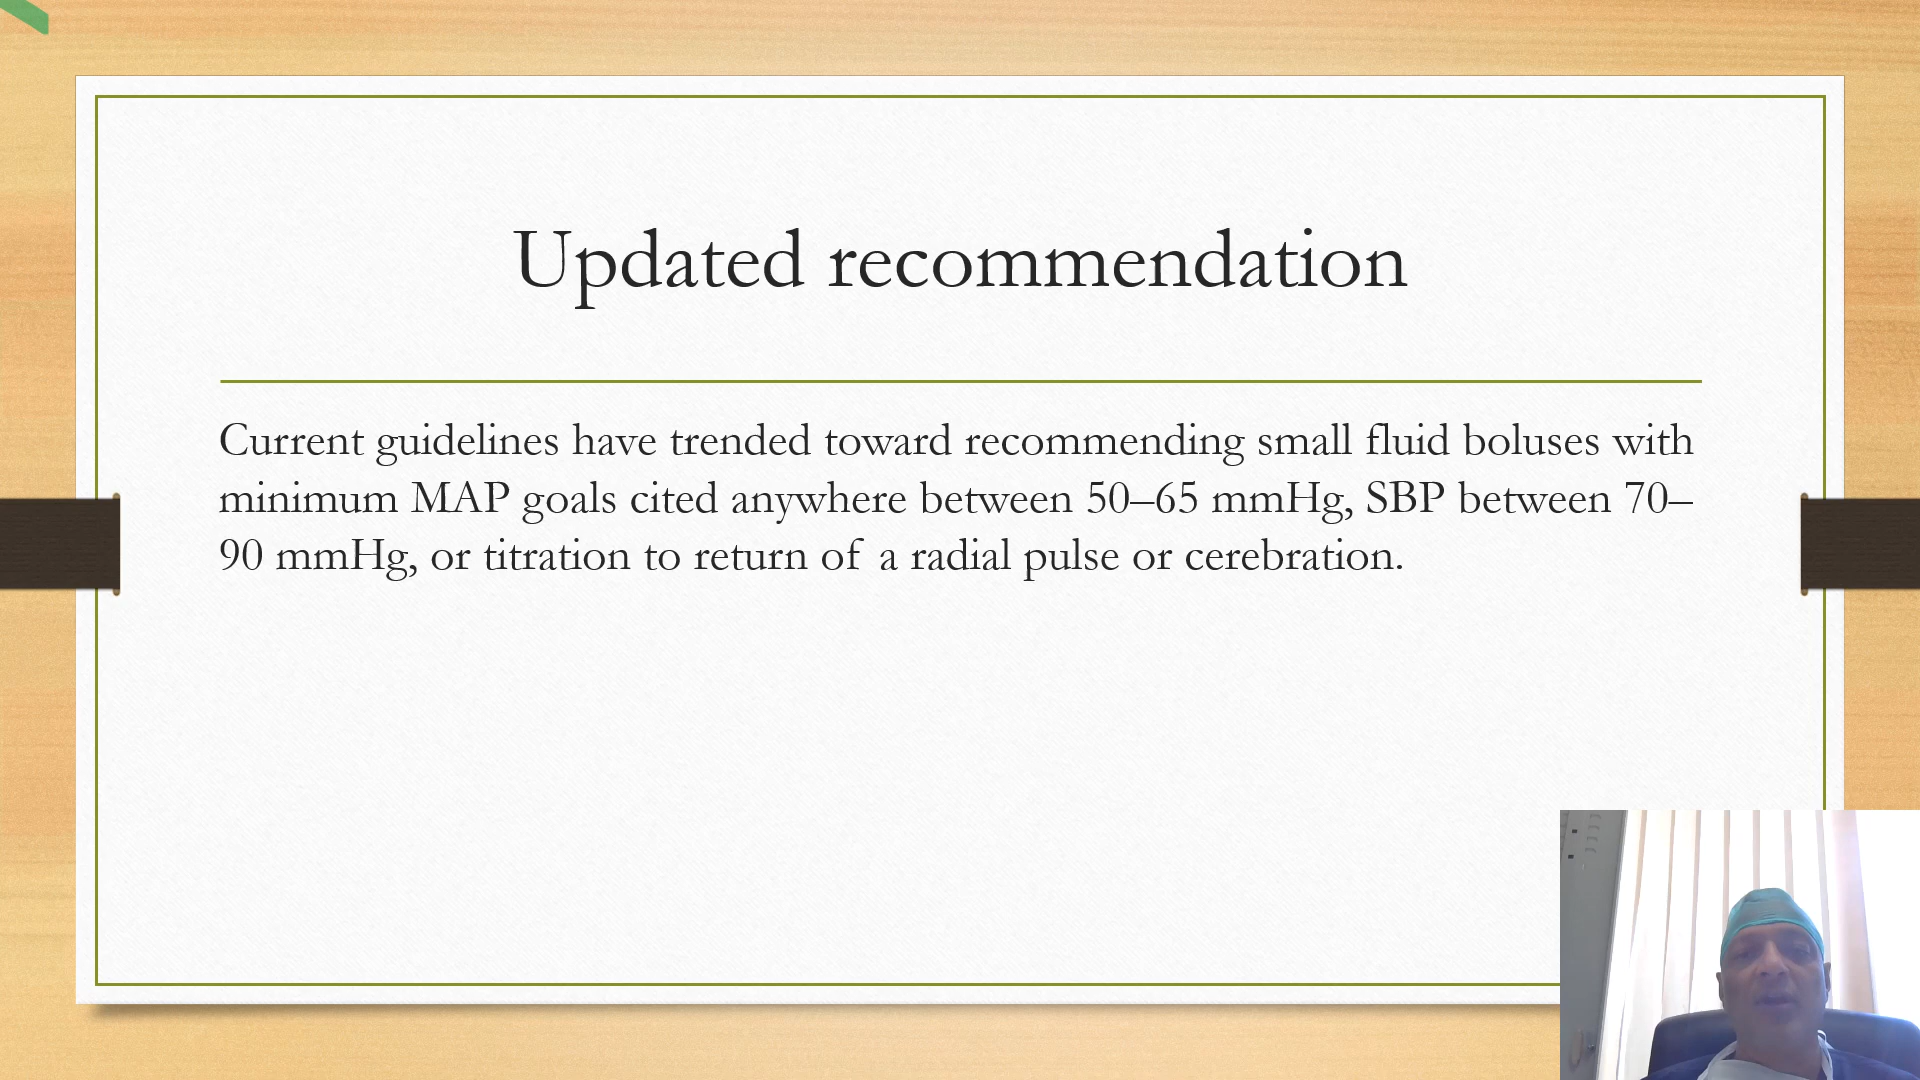 Updated recommendation
Current guidelines have trended toward recommending small fluid boluses with
minimum MAP goals cited anywhere between 50–65 mmHg, SBP between 70–
90 mmHg, or titration to return of a radial pulse or cerebration.